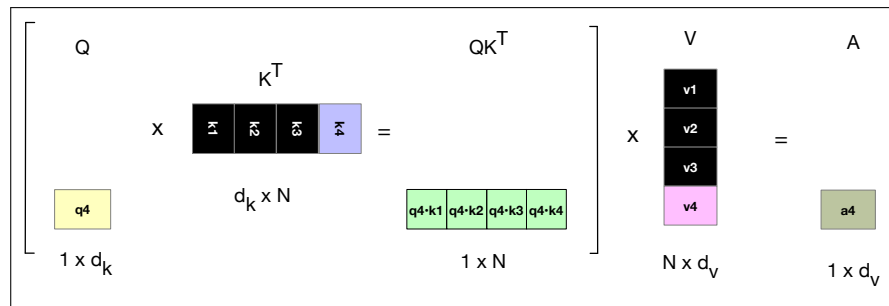 Q
K^T
QK^T
V
A
x
k1 k2 k3 k4
=
x
v1
v2
v3
v4
=
q4
q4·k1 q4·k2 q4·k3 q4·k4
a4
1 x d_k
d_k x N
1 x N
N x d_v
1 x d_v